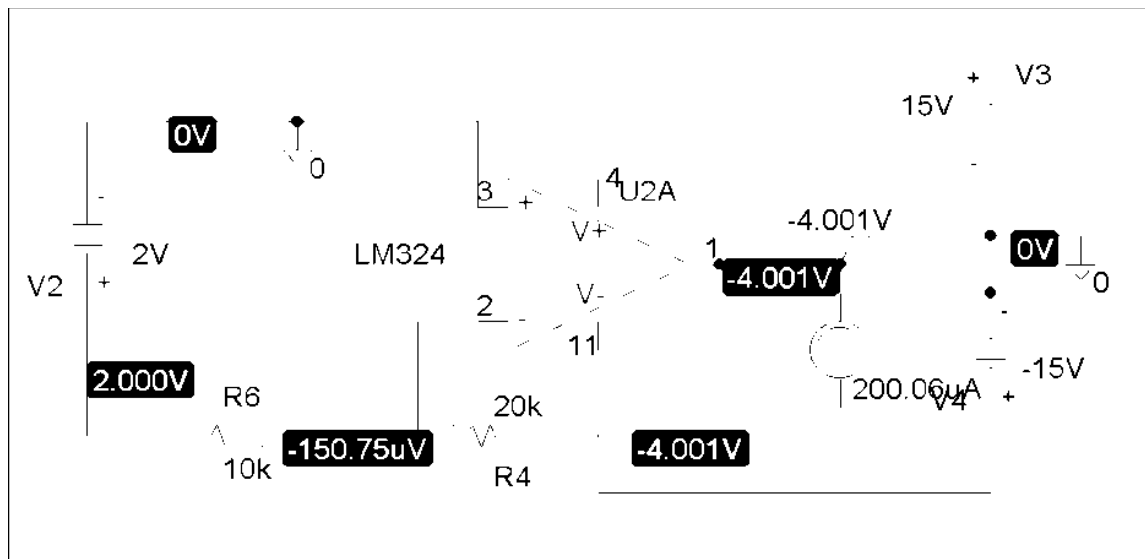 V3
15V
0V
0
3
+
4
U2A
V+
-4.001V
2V
LM324
1
0V
0
V2
+
-4.001V
V-
2
-
11
-15V
2.000V
R6
20k
200.06uA
V4
+
10k
-150.75uV
R4
-4.001V